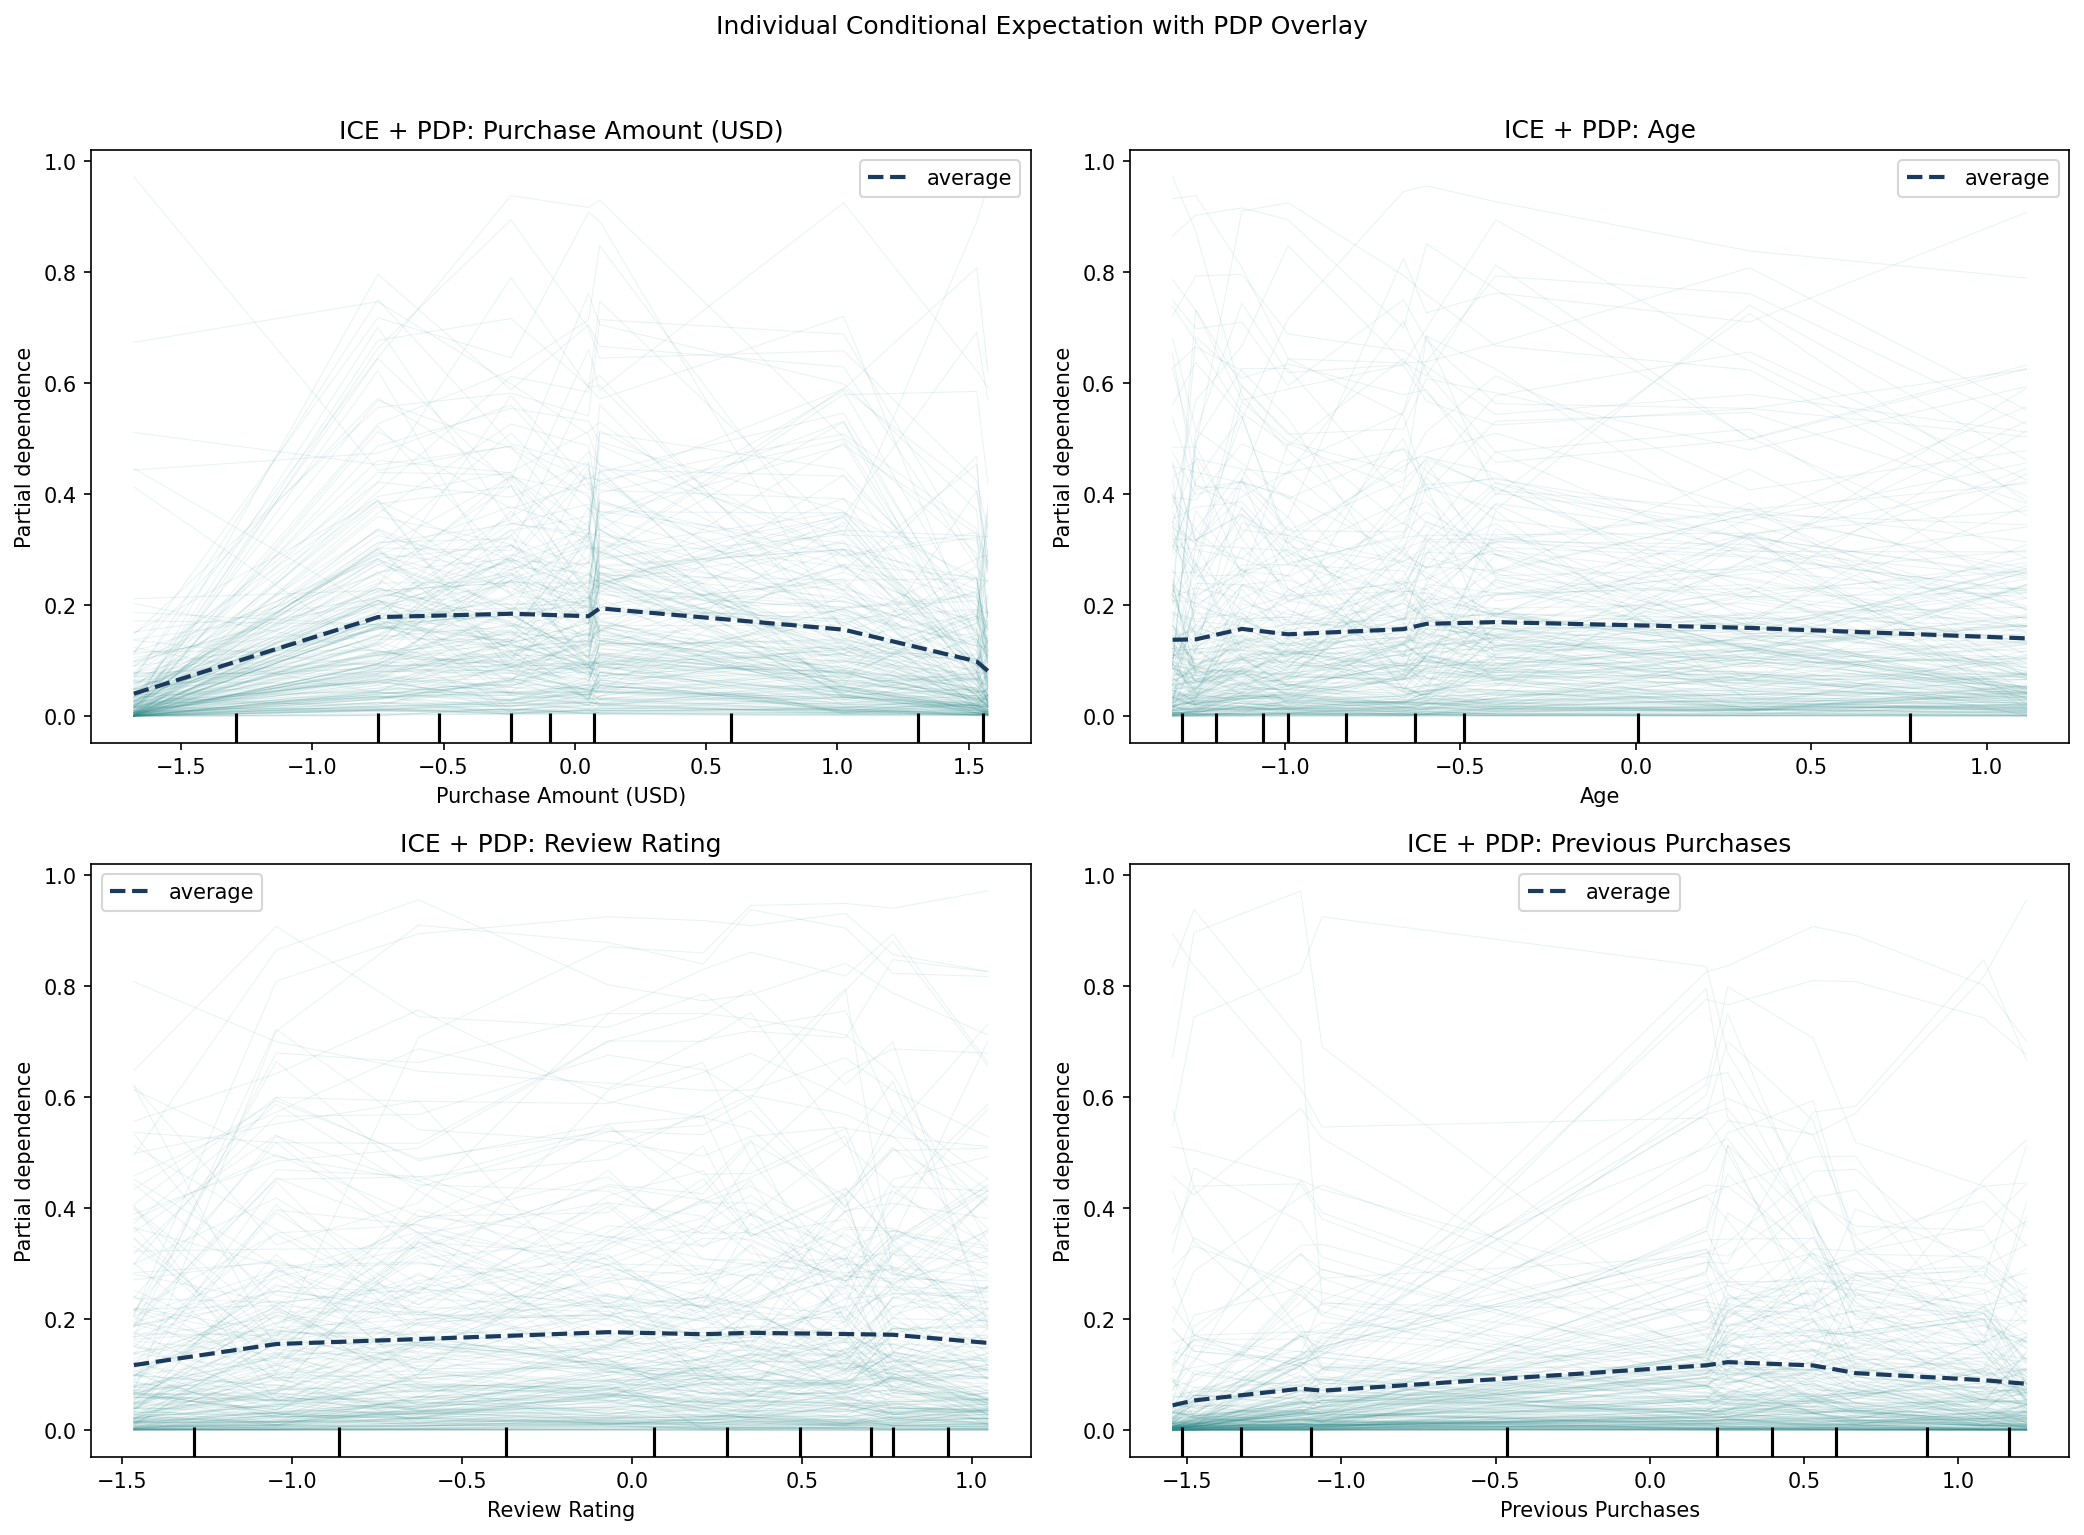 Individual Conditional Expectation with PDP Overlay
ICE + PDP: Purchase Amount (USD)
1.0
0.8
0.6
0.4
0.2
0.0
Partial dependence
average
−1.5 −1.0 −0.5 0.0 0.5 1.0 1.5
Purchase Amount (USD)
ICE + PDP: Age
1.0
0.8
0.6
0.4
0.2
0.0
Partial dependence
average
−1.0 −0.5 0.0 0.5 1.0
Age
ICE + PDP: Review Rating
1.0
0.8
0.6
0.4
0.2
0.0
Partial dependence
average
−1.5 −1.0 −0.5 0.0 0.5 1.0
Review Rating
ICE + PDP: Previous Purchases
1.0
0.8
0.6
0.4
0.2
0.0
Partial dependence
average
−1.5 −1.0 −0.5 0.0 0.5 1.0
Previous Purchases